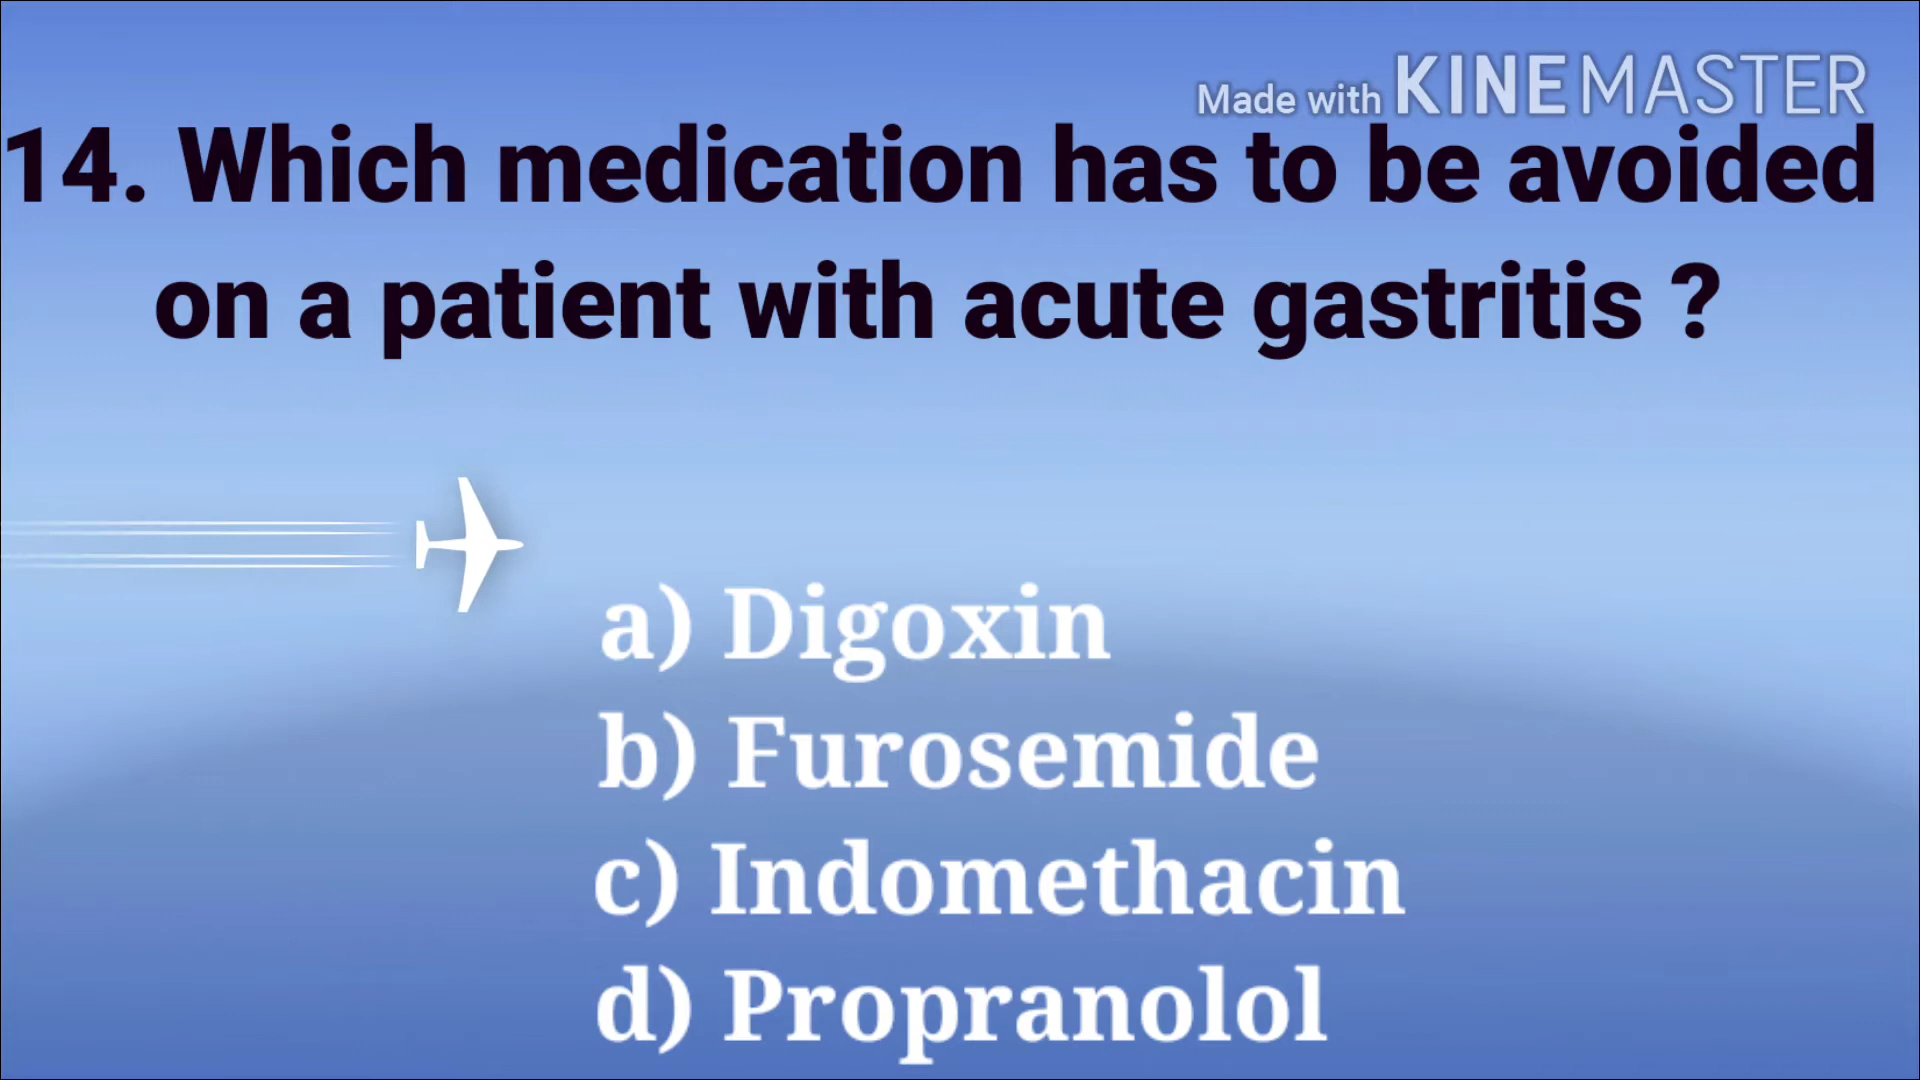 Made with KINEMASTER
14. Which medication has to be avoided
on a patient with acute gastritis ?
a) Digoxin
b) Furosemide
c) Indomethacin
d) Propranolol